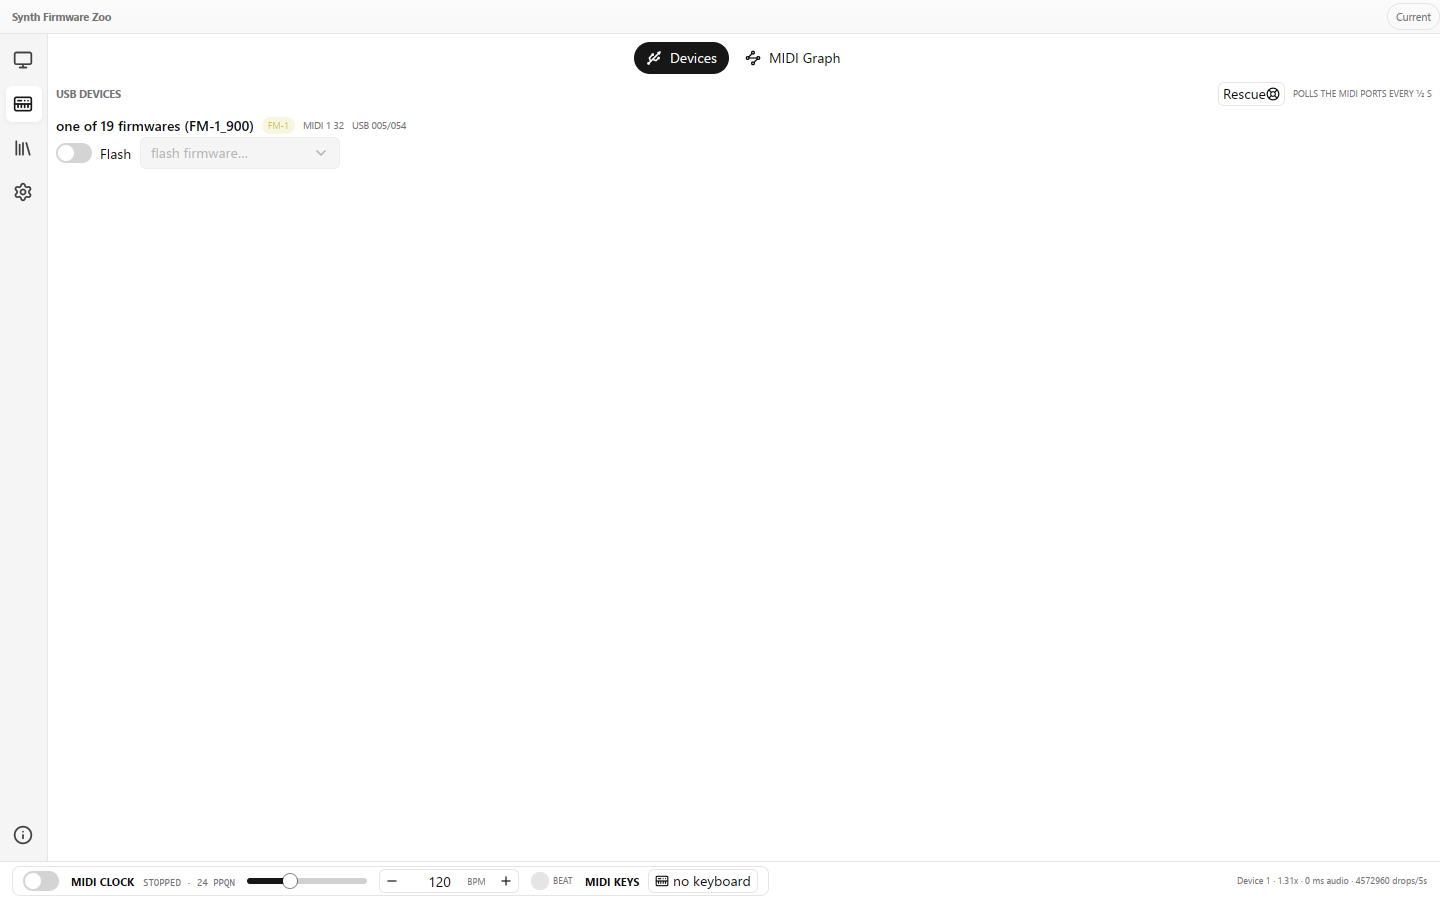 Synth Firmware Zoo
Current
Devices
MIDI Graph
USB DEVICES
Rescue
POLLS THE MIDI PORTS EVERY ½ S
one of 19 firmwares (FM-1_900) FM-1 MIDI 1 32 USB 005/054
Flash flash firmware...
MIDI CLOCK STOPPED - 24 PPQN
120 BPM
BEAT
MIDI KEYS
no keyboard
Device 1 · 1.31x · 0 ms audio · 4572960 drops/5s